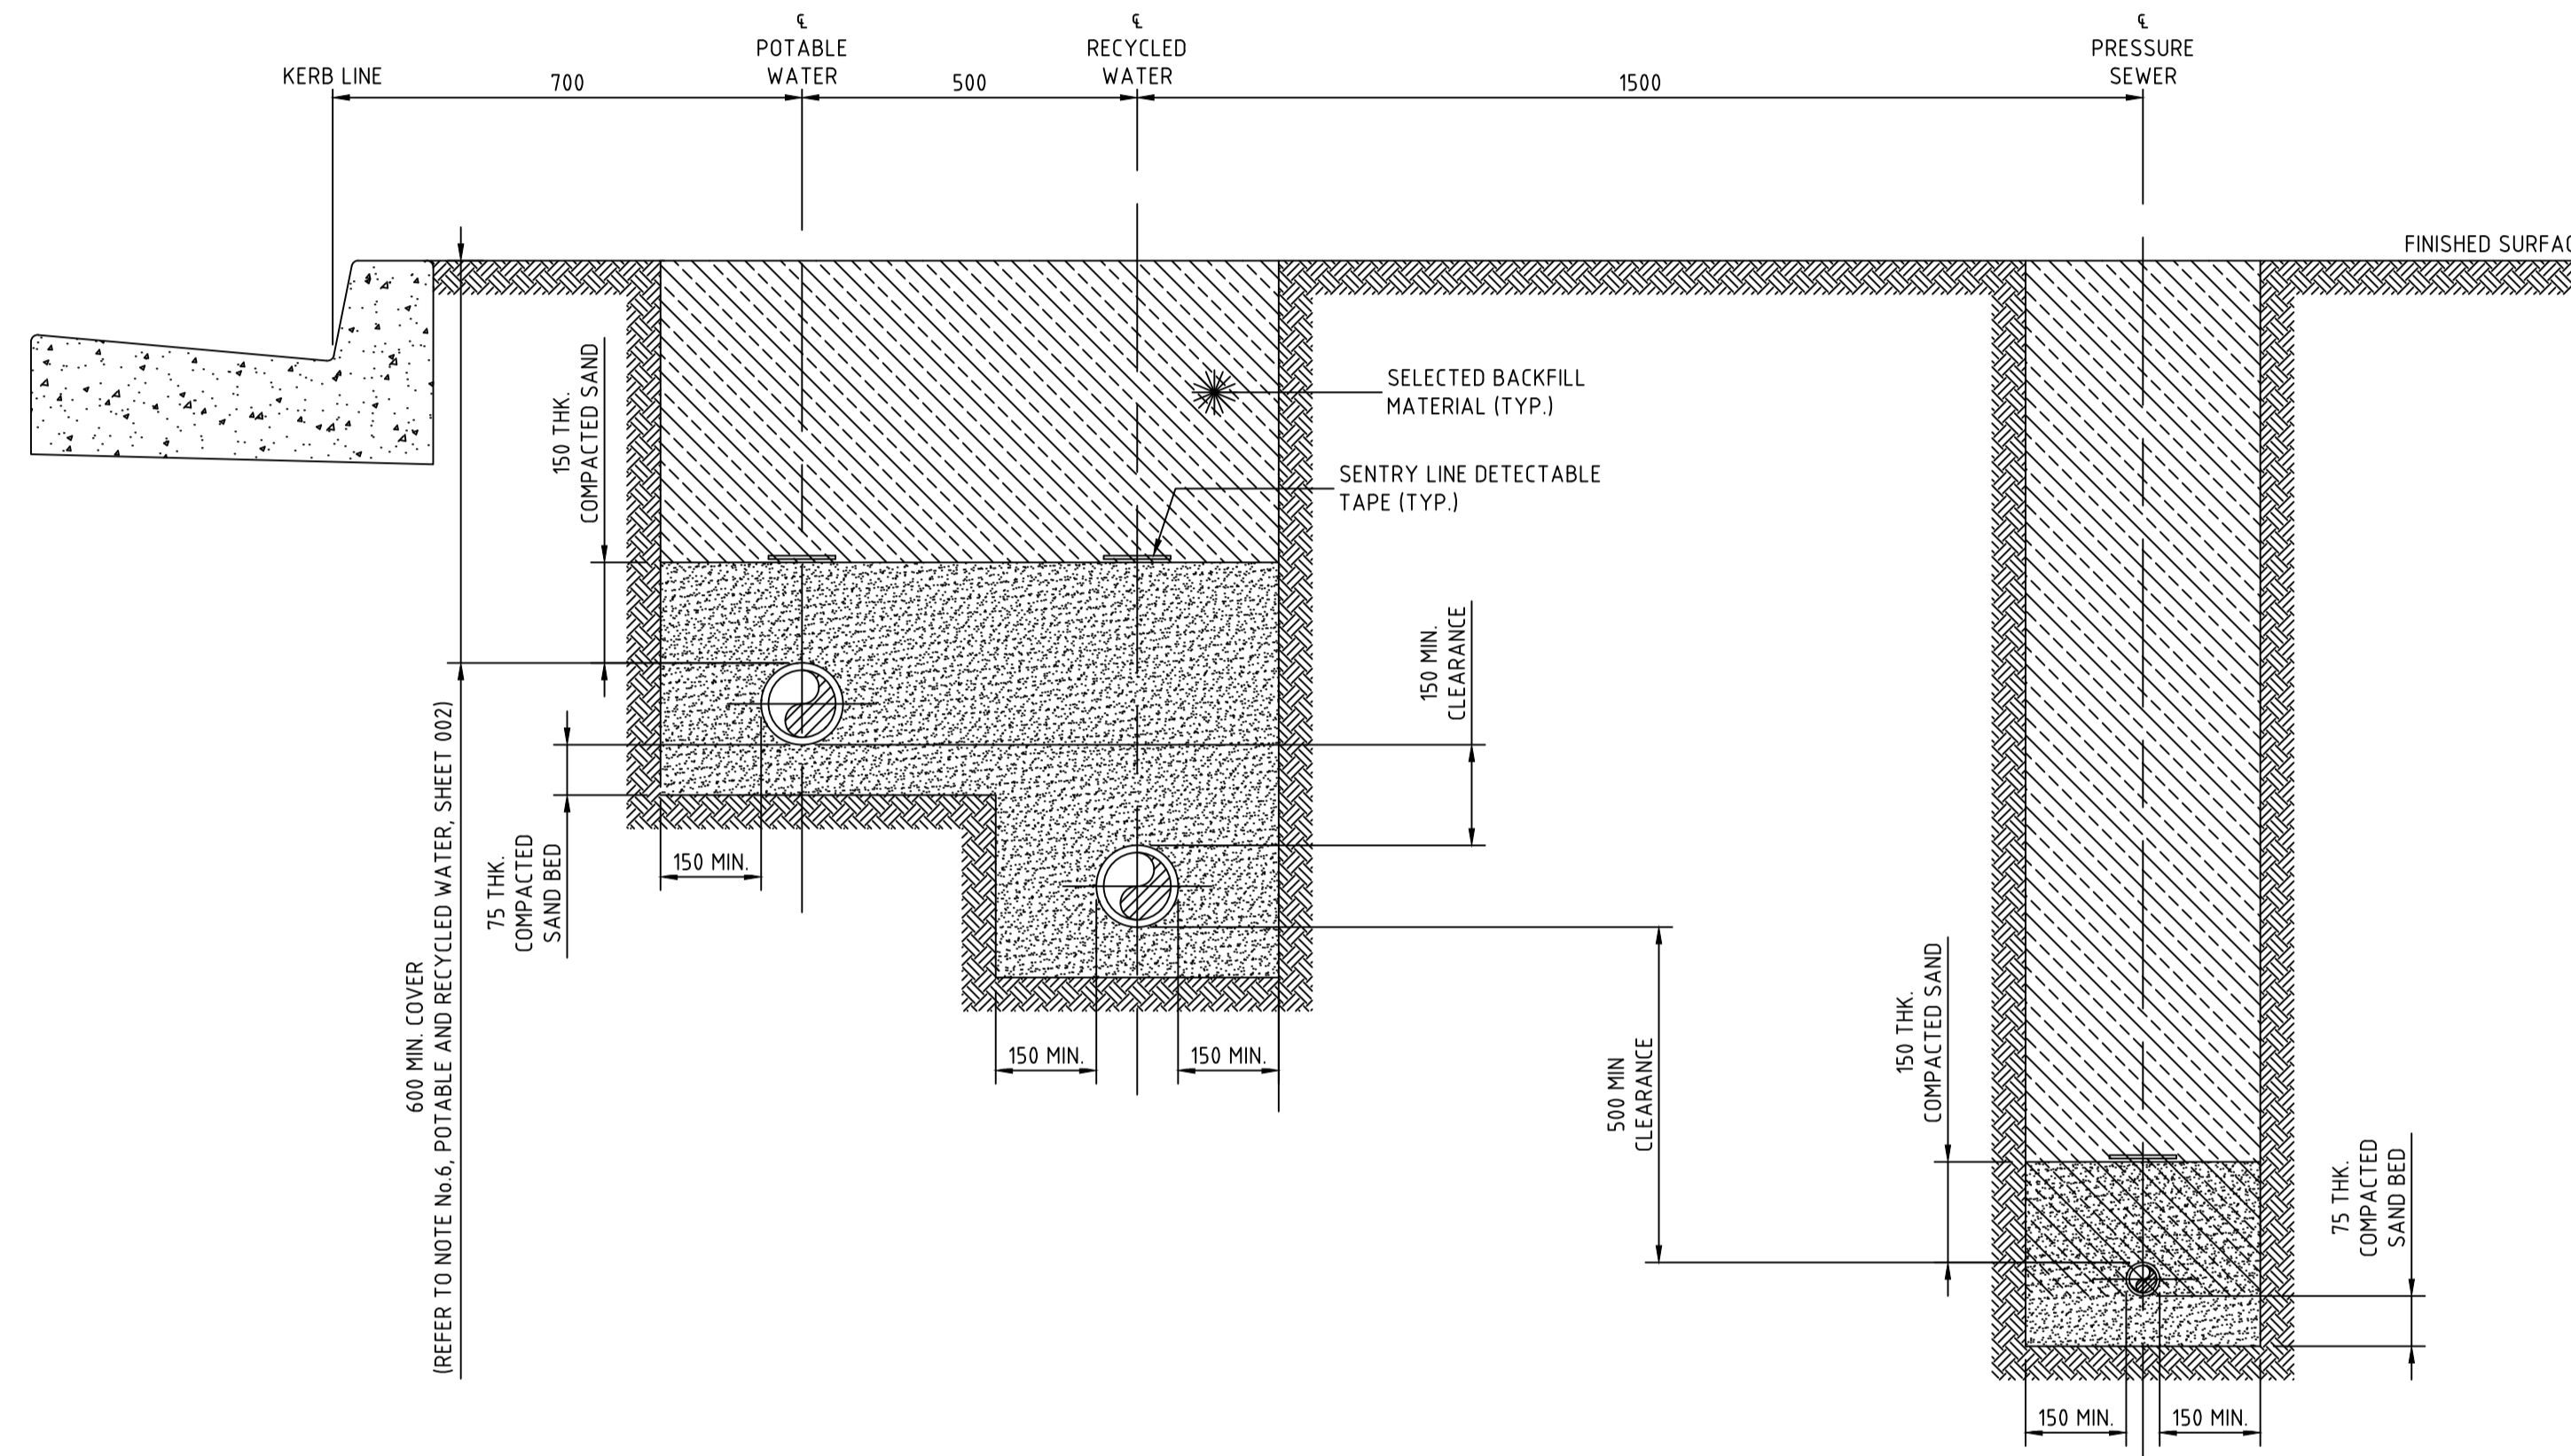 ℄
POTABLE
WATER
℄
RECYCLED
WATER
℄
PRESSURE
SEWER
KERB LINE
700
500
1500
FINISHED SURFAC
150 THK.
COMPACTED SAND
SELECTED BACKFILL
MATERIAL (TYP.)
SENTRY LINE DETECTABLE
TAPE (TYP.)
150 MIN.
CLEARANCE
600 MIN. COVER
(REFER TO NOTE No.6, POTABLE AND RECYCLED WATER, SHEET 002)
75 THK.
COMPACTED
SAND BED
150 MIN.
150 MIN.
150 MIN.
500 MIN
CLEARANCE
150 THK.
COMPACTED SAND
75 THK.
COMPACTED
SAND BED
150 MIN.
150 MIN.